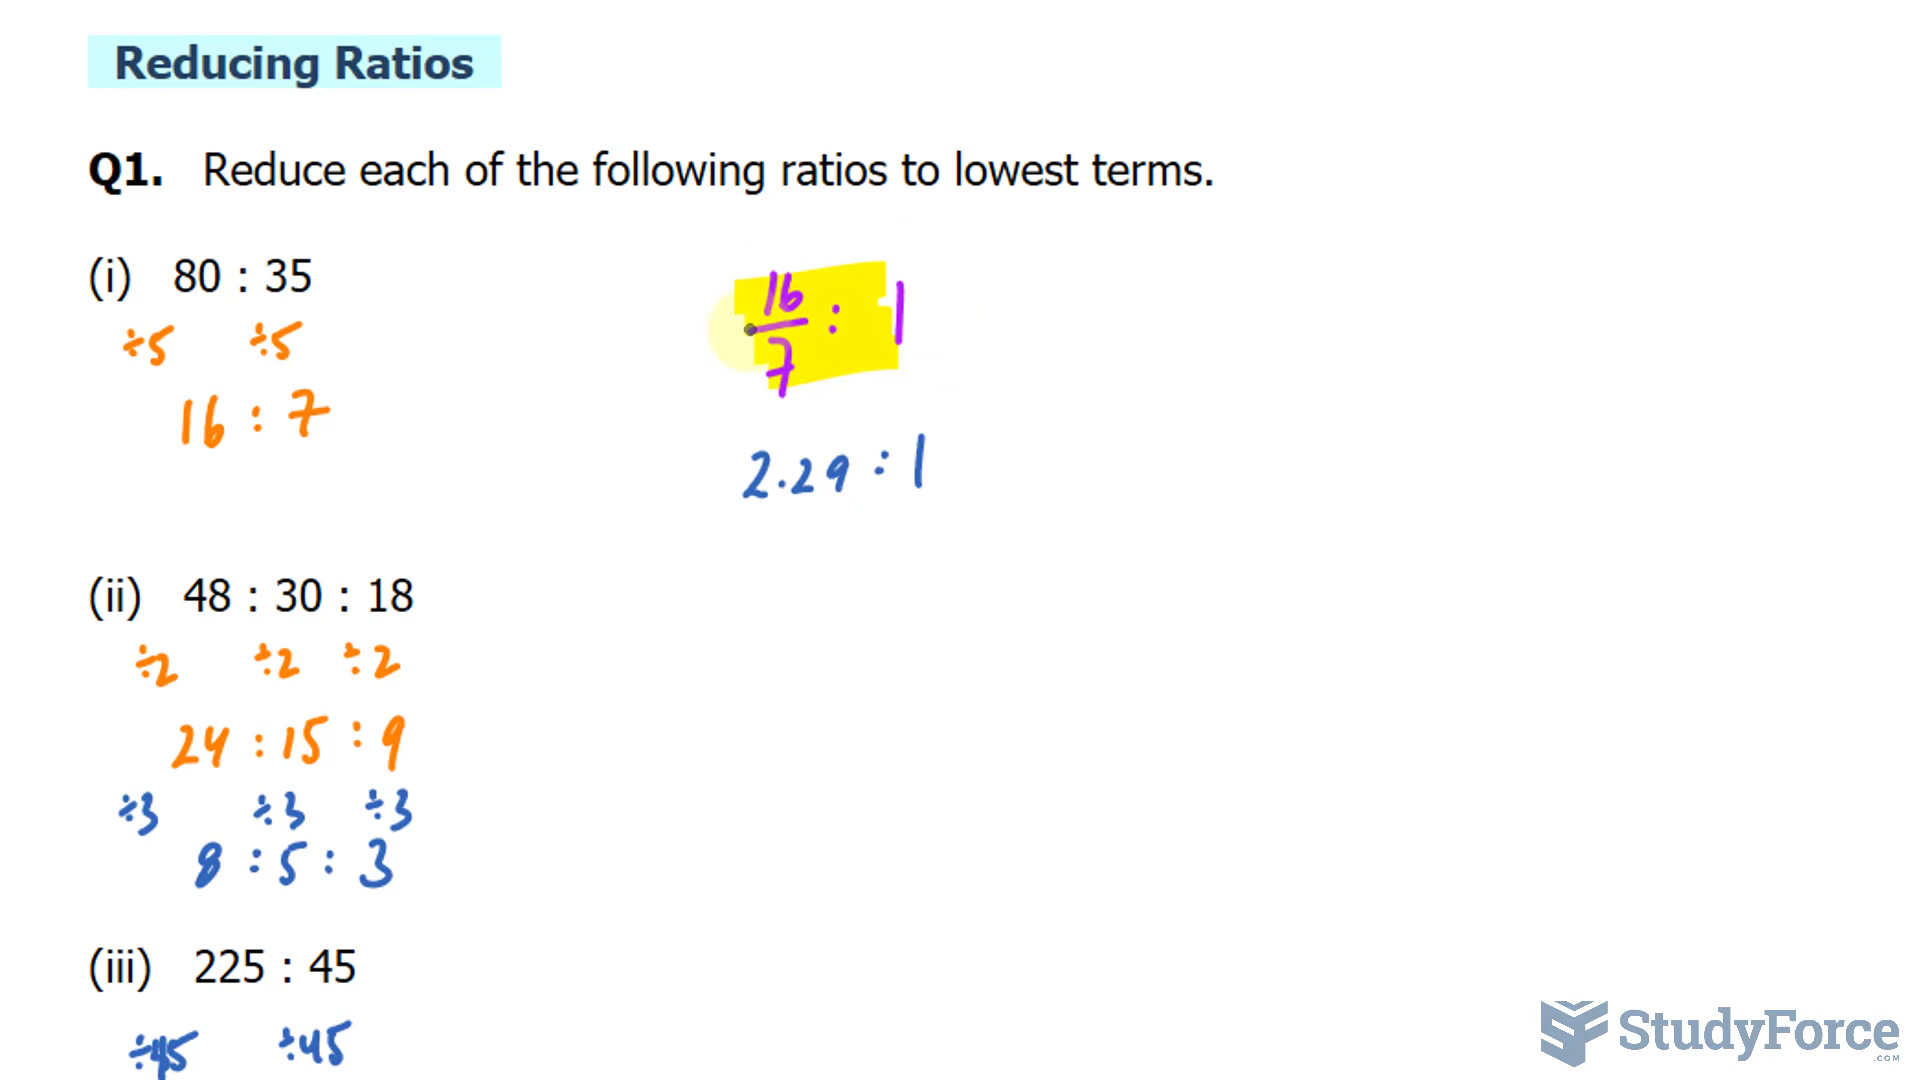 Reducing Ratios
Q1. Reduce each of the following ratios to lowest terms.
(i) 80 : 35
÷5 ÷5
16 : 7
16/7 : 1
2.29 : 1
(ii) 48 : 30 : 18
÷2 ÷2 ÷2
24 : 15 : 9
÷3 ÷3 ÷3
8 : 5 : 3
(iii) 225 : 45
÷45 ÷45
StudyForce
.COM